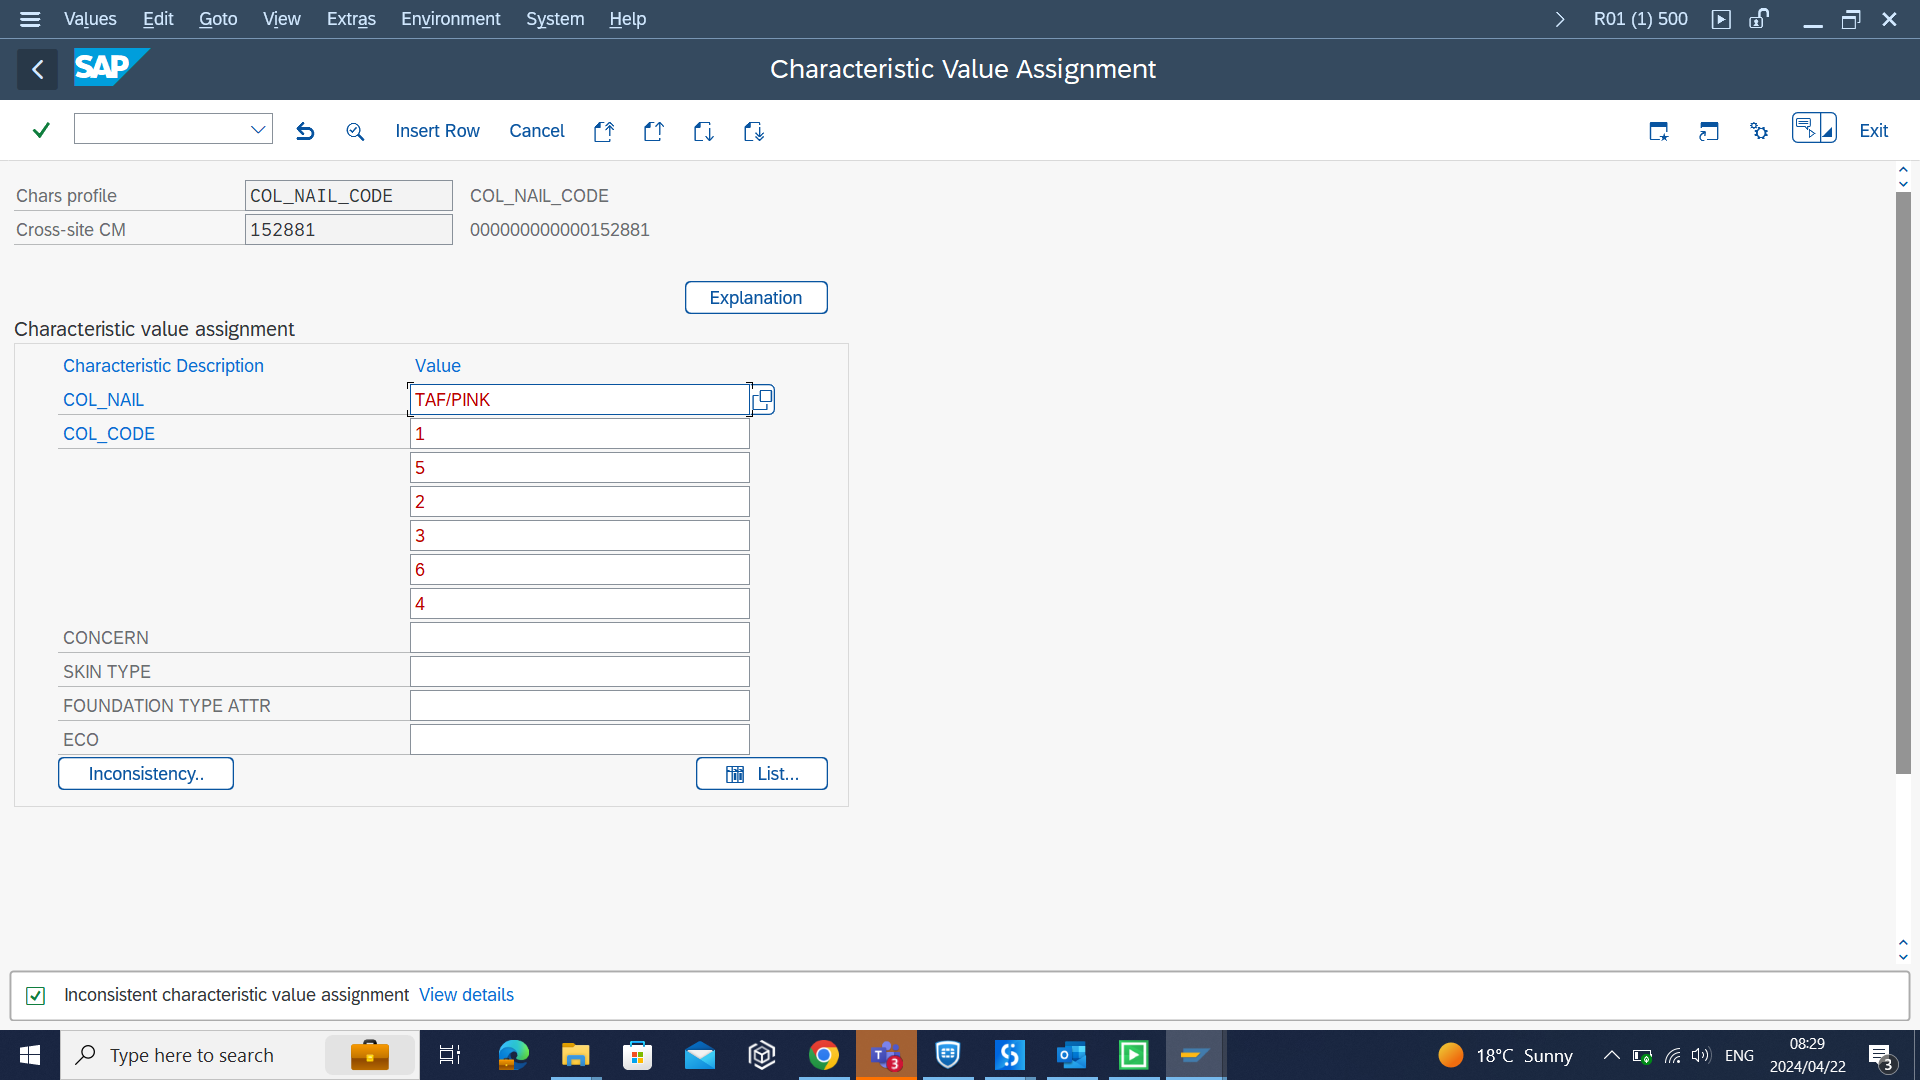 Values Edit Goto View Extras Environment System Help R01 (1) 500
SAP Characteristic Value Assignment
Insert Row Cancel Exit
Chars profile COL_NAIL_CODE COL_NAIL_CODE
Cross-site CM 152881 000000000000152881
Explanation
Characteristic value assignment
Characteristic Description Value
COL_NAIL TAF/PINK
COL_CODE 1
5
2
3
6
4
CONCERN
SKIN TYPE
FOUNDATION TYPE ATTR
ECO
Inconsistency.. List...
Inconsistent characteristic value assignment View details
Type here to search 3 18°C Sunny ENG 08:29
2024/04/22 3